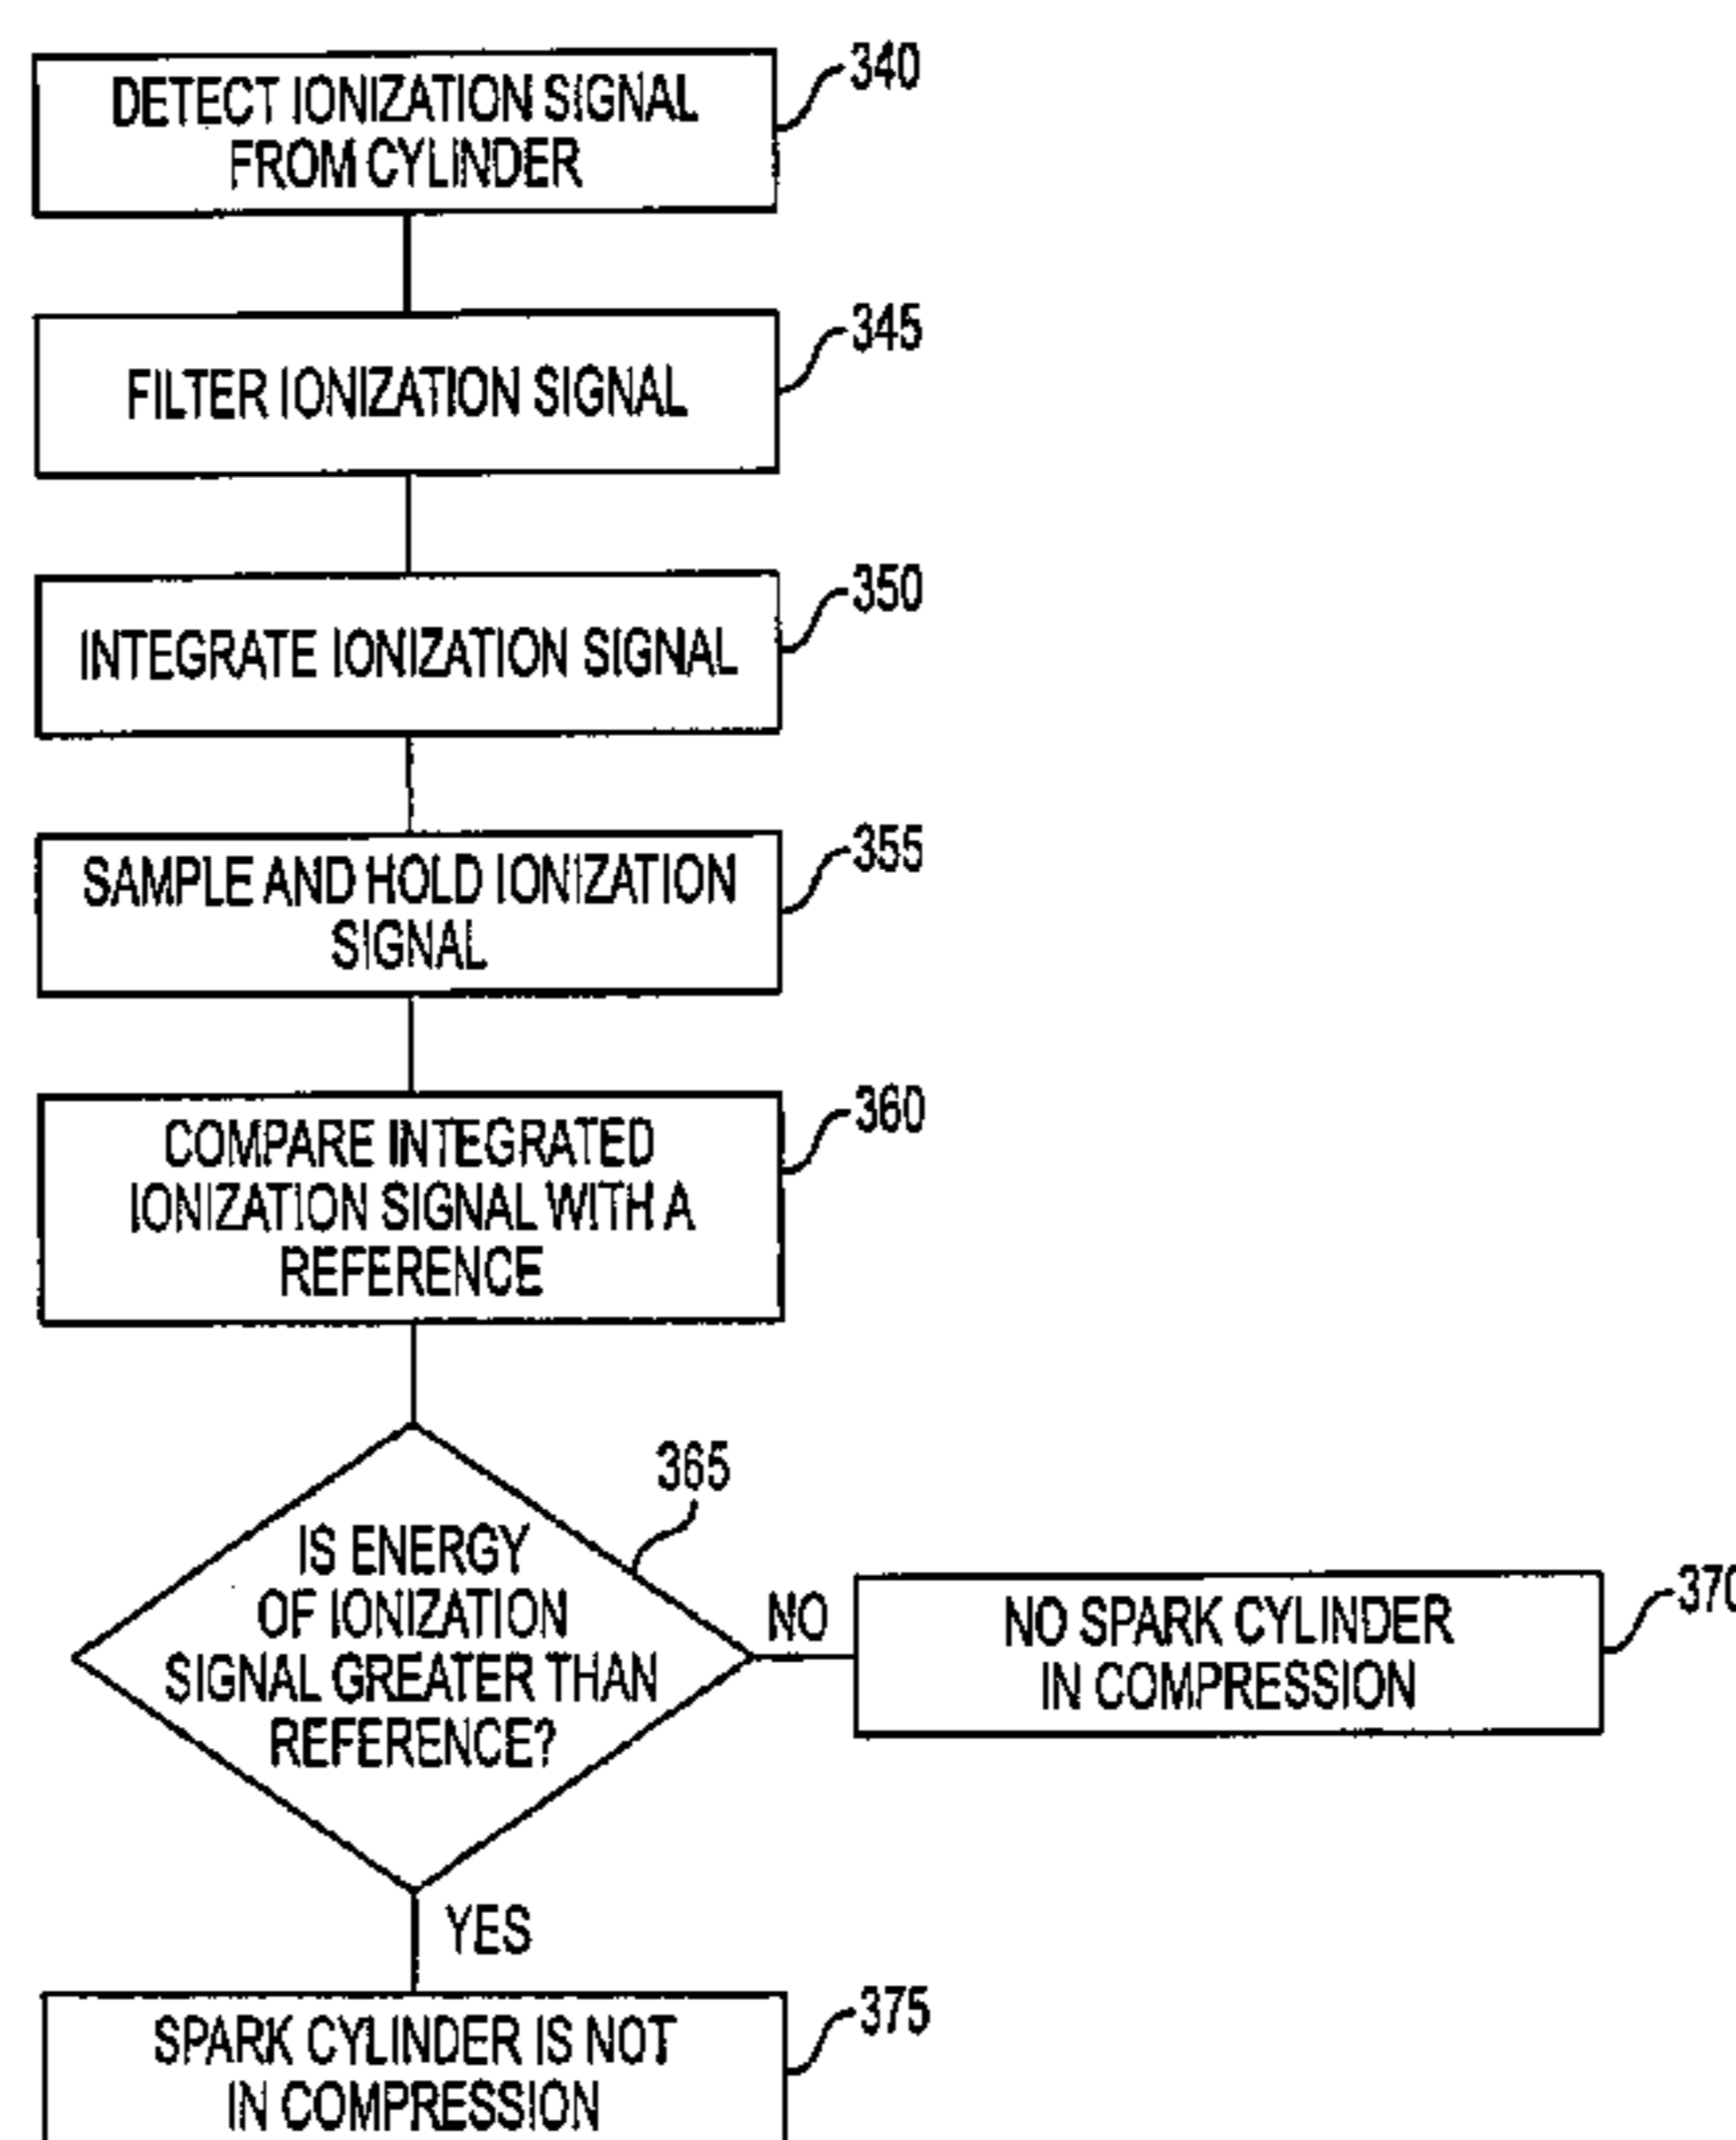 DETECT IONIZATION SIGNAL
FROM CYLINDER
340
FILTER IONIZATION SIGNAL
345
INTEGRATE IONIZATION SIGNAL
350
SAMPLE AND HOLD IONIZATION
SIGNAL
355
COMPARE INTEGRATED
IONIZATION SIGNAL WITH A
REFERENCE
360
365
IS ENERGY
OF IONIZATION
SIGNAL GREATER THAN
REFERENCE?
NO
NO SPARK CYLINDER
IN COMPRESSION
370
YES
SPARK CYLINDER IS NOT
IN COMPRESSION
375